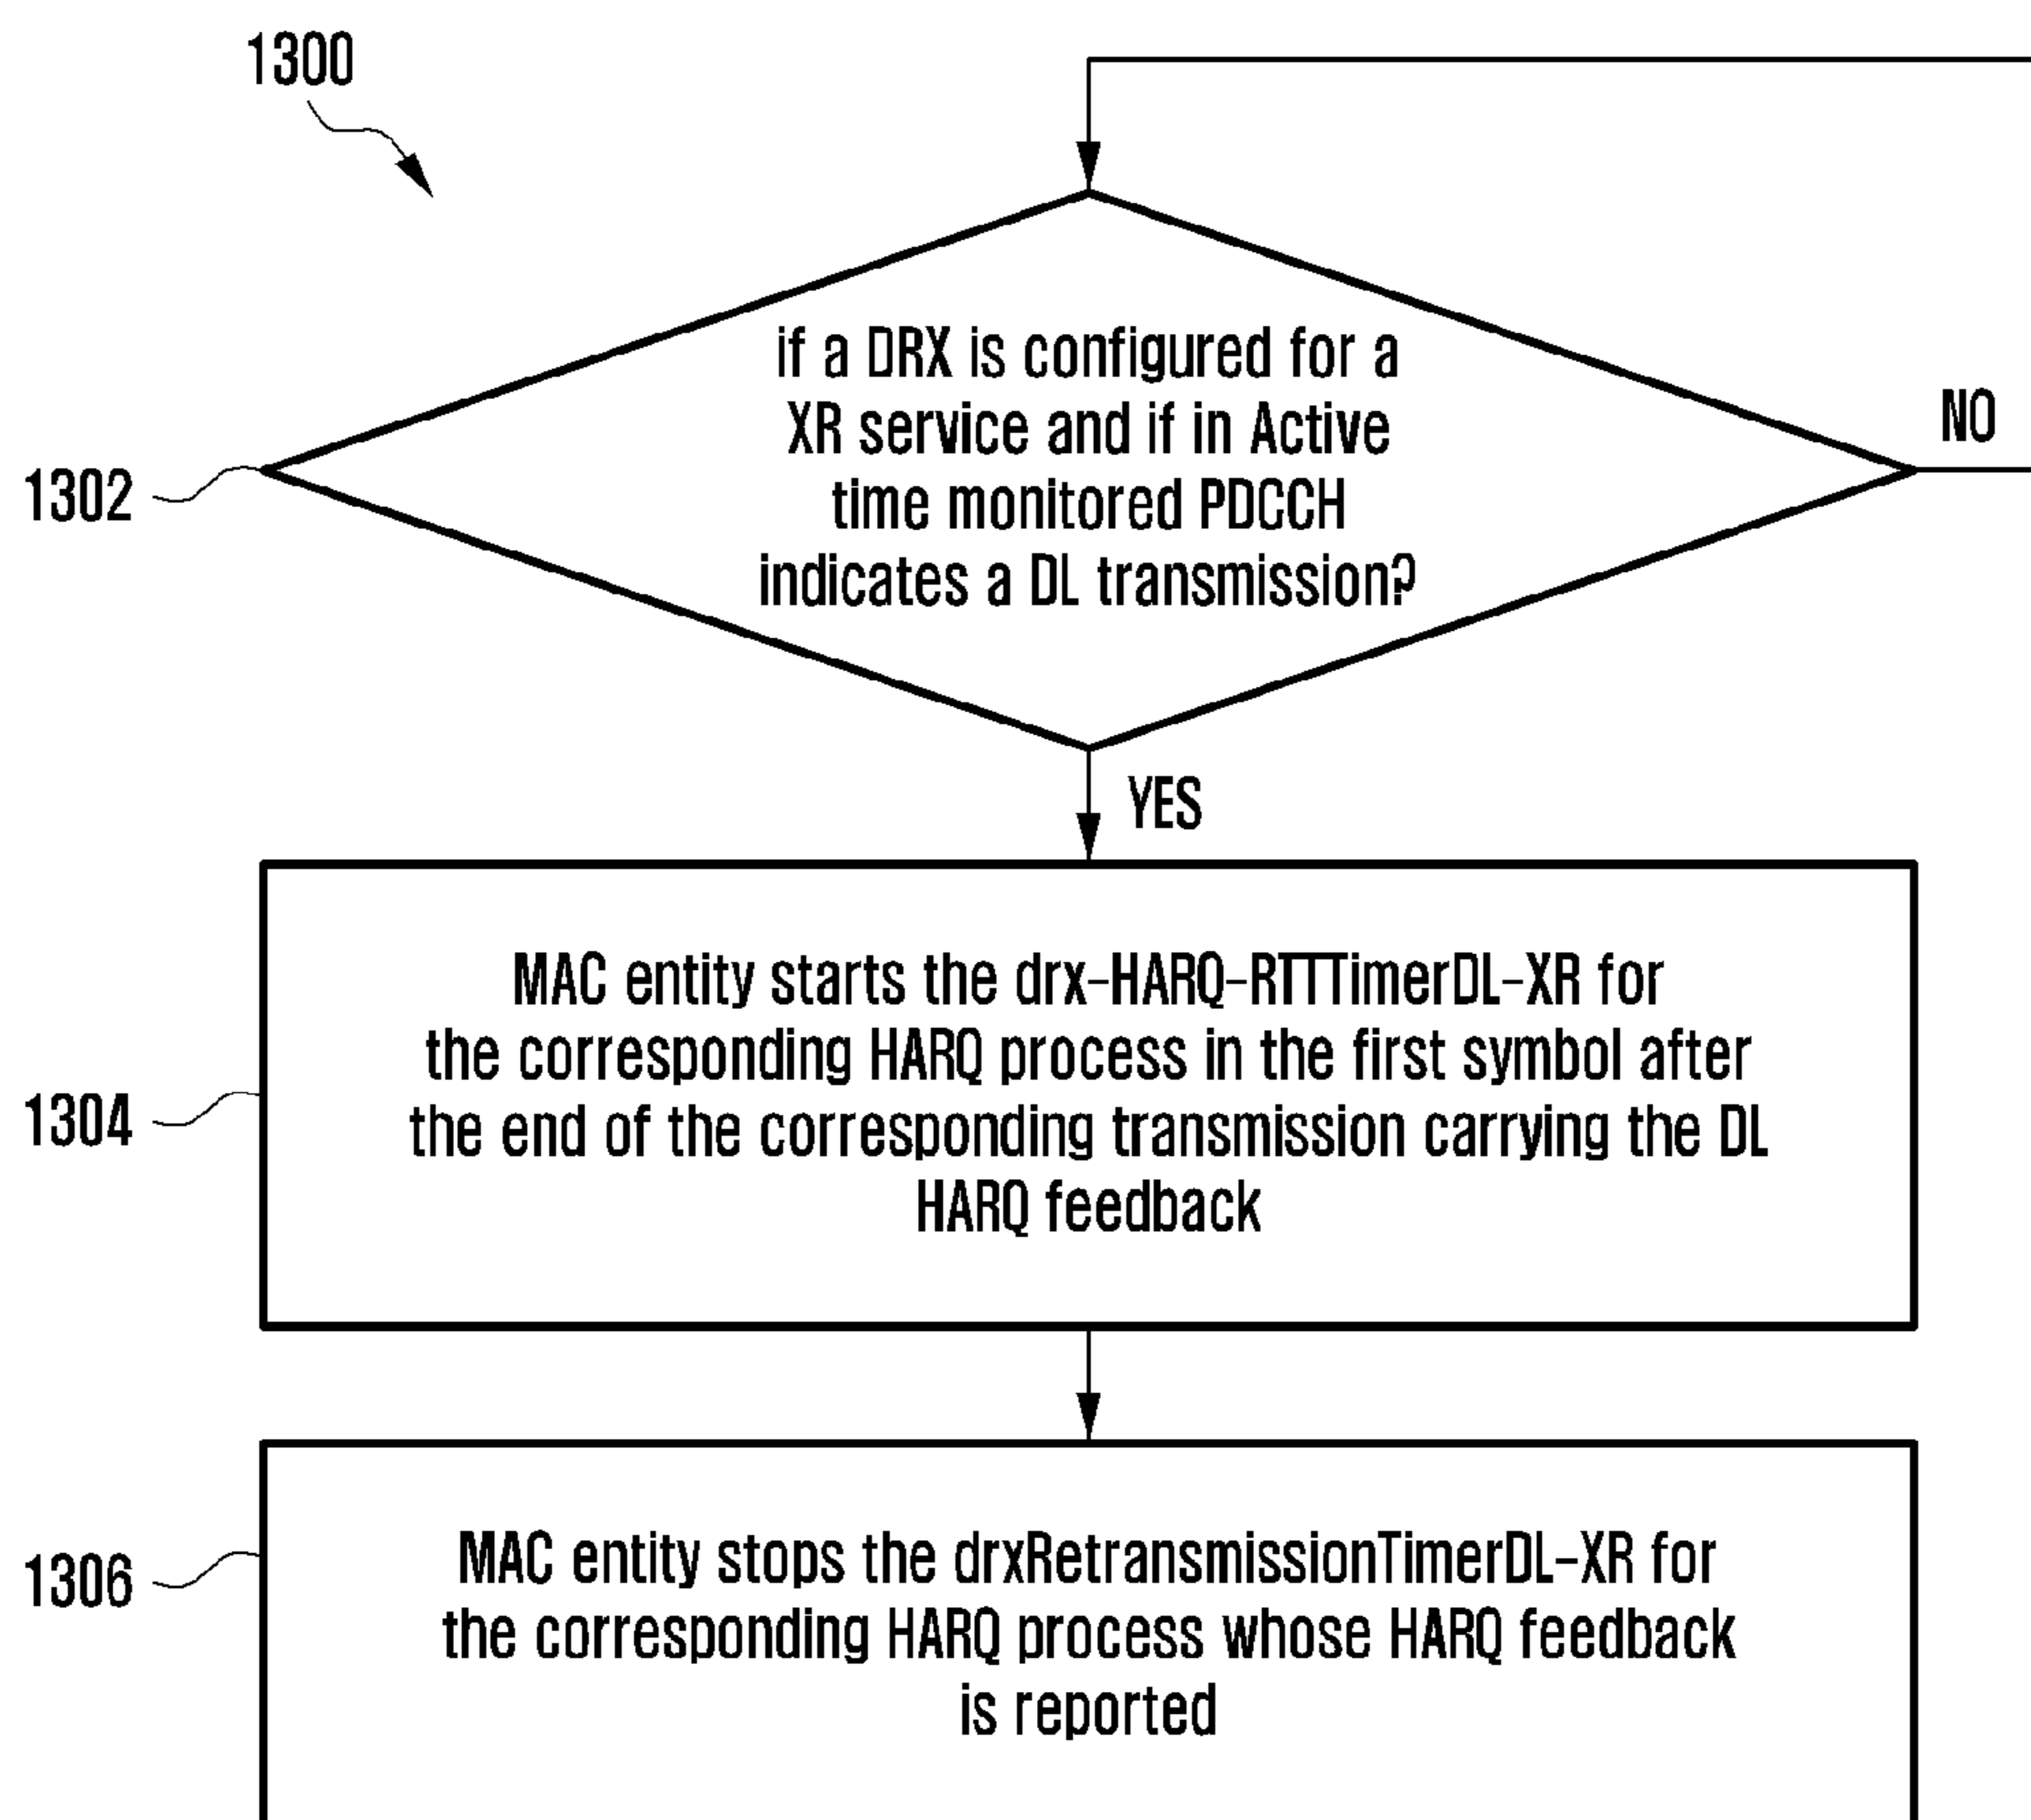 1300
if a DRX is configured for a
XR service and if in Active
time monitored PDCCH
indicates a DL transmission?
NO
1302
YES
MAC entity starts the drx-HARQ-RTTTimerDL-XR for
the corresponding HARQ process in the first symbol after
the end of the corresponding transmission carrying the DL
HARQ feedback
1304
MAC entity stops the drxRetransmissionTimerDL-XR for
the corresponding HARQ process whose HARQ feedback
is reported
1306